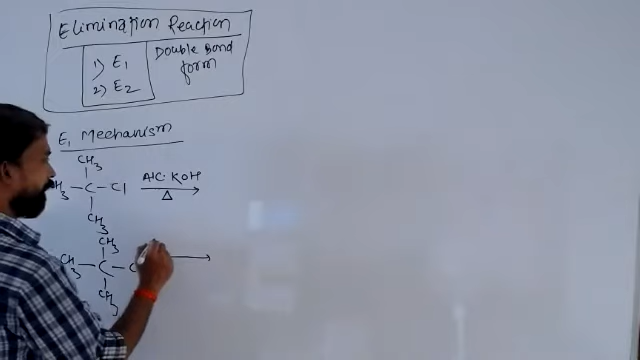 Elimination Reaction
1) E1
2) E2
Double Bond
form
E1 Mechanism
CH3
H3 — C — Cl
CH3
Alc. KOH
Δ
CH3
CH3 — C — C
CH3